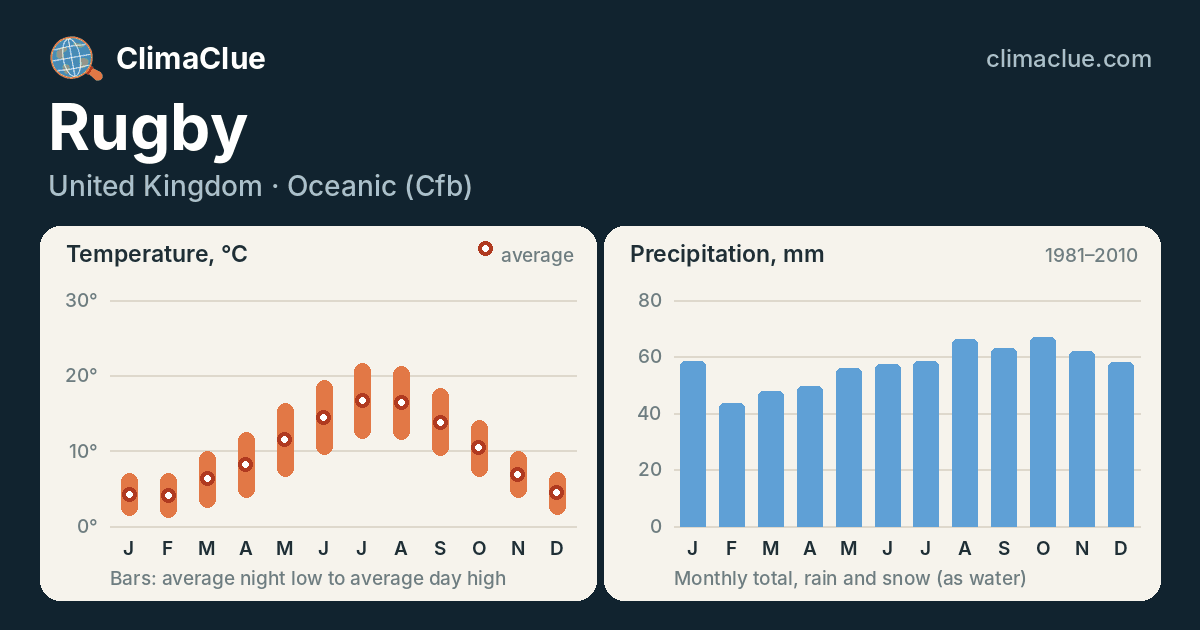 ClimaClue
climaclue.com
Rugby
United Kingdom · Oceanic (Cfb)
Temperature, °C
average
30°
20°
10°
0°
J F M A M J J A S O N D
Bars: average night low to average day high
Precipitation, mm
1981–2010
80
60
40
20
0
J F M A M J J A S O N D
Monthly total, rain and snow (as water)